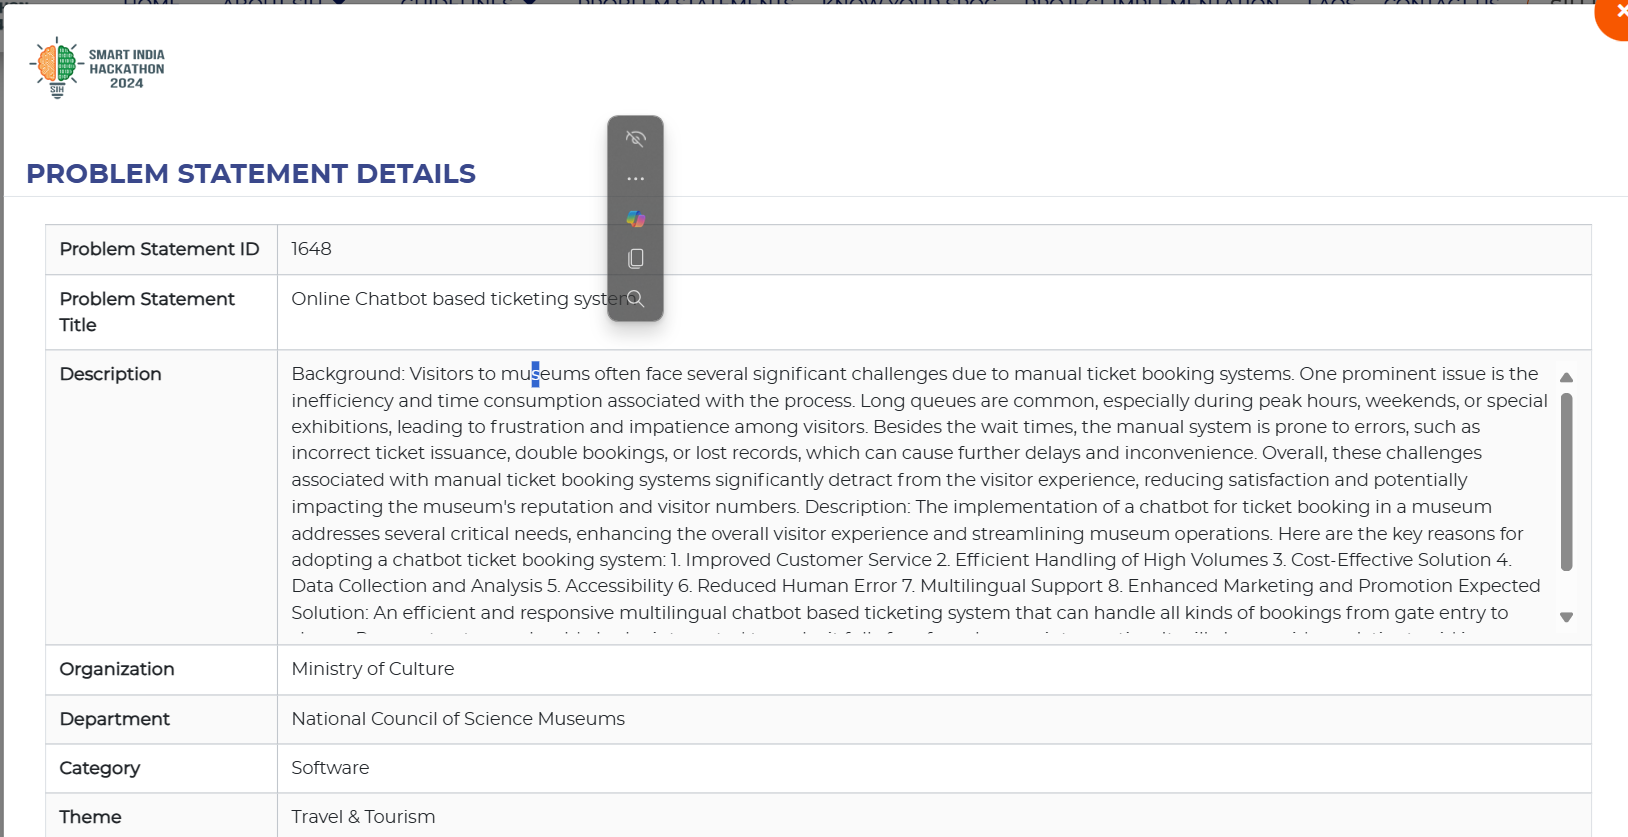 SMART INDIA
HACKATHON
2024
SIH
PROBLEM STATEMENT DETAILS
Problem Statement ID
1648
Problem Statement
Title
Online Chatbot based ticketing system
Description
Background: Visitors to museums often face several significant challenges due to manual ticket booking systems. One prominent issue is the
inefficiency and time consumption associated with the process. Long queues are common, especially during peak hours, weekends, or special
exhibitions, leading to frustration and impatience among visitors. Besides the wait times, the manual system is prone to errors, such as
incorrect ticket issuance, double bookings, or lost records, which can cause further delays and inconvenience. Overall, these challenges
associated with manual ticket booking systems significantly detract from the visitor experience, reducing satisfaction and potentially
impacting the museum's reputation and visitor numbers. Description: The implementation of a chatbot for ticket booking in a museum
addresses several critical needs, enhancing the overall visitor experience and streamlining museum operations. Here are the key reasons for
adopting a chatbot ticket booking system: 1. Improved Customer Service 2. Efficient Handling of High Volumes 3. Cost-Effective Solution 4.
Data Collection and Analysis 5. Accessibility 6. Reduced Human Error 7. Multilingual Support 8. Enhanced Marketing and Promotion Expected
Solution: An efficient and responsive multilingual chatbot based ticketing system that can handle all kinds of bookings from gate entry to
Organization
Ministry of Culture
Department
National Council of Science Museums
Category
Software
Theme
Travel & Tourism